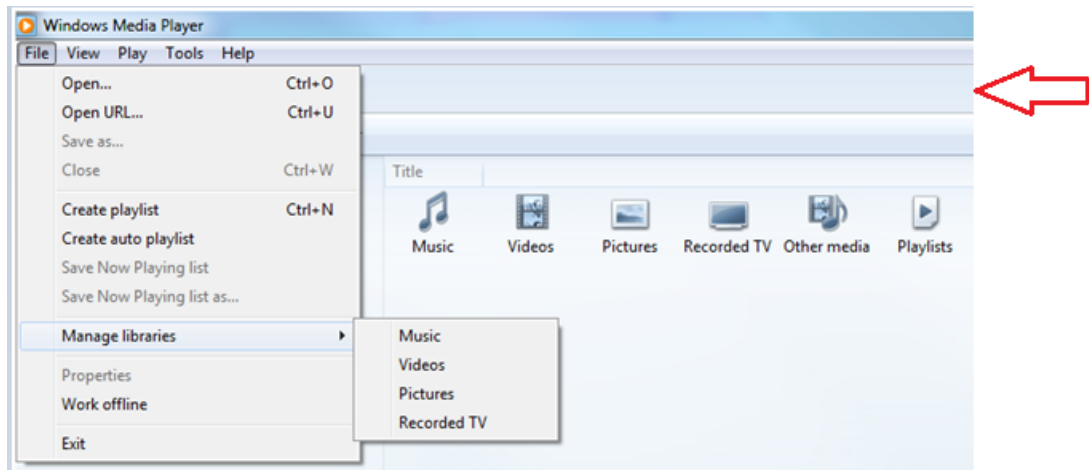 Windows Media Player
File View Play Tools Help
Open... Ctrl+O
Open URL... Ctrl+U
Save as...
Close Ctrl+W
Create playlist Ctrl+N
Create auto playlist
Save Now Playing list
Save Now Playing list as...
Manage libraries
Properties
Work offline
Exit
Music
Videos
Pictures
Recorded TV
Title
Music Videos Pictures Recorded TV Other media Playlists